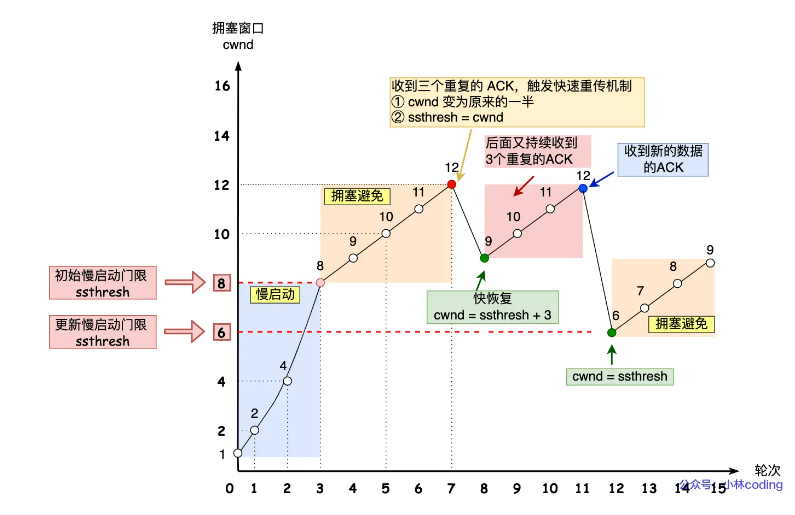 拥塞窗口
cwnd
16
收到三个重复的 ACK，触发快速重传机制
① cwnd 变为原来的一半
② ssthresh = cwnd
14
后面又持续收到
3个重复的ACK
收到新的数据
的ACK
12
12
12
拥塞避免
11
11
10
10
10
9
9
9
8
8
初始慢启动门限
ssthresh
8
慢启动
7
快恢复
cwnd = ssthresh + 3
更新慢启动门限
ssthresh
6
6
拥塞避免
4
4
cwnd = ssthresh
2
2
1
轮次
0 1 2 3 4 5 6 7 8 9 10 11 12 13 14 15
公众号：小林coding